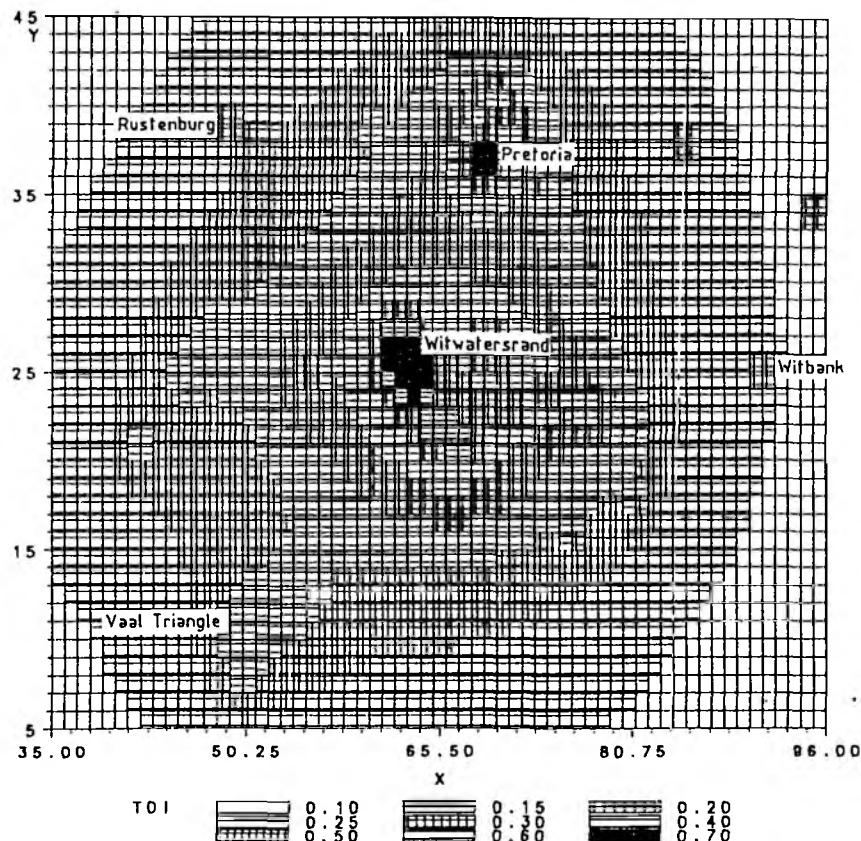 45
Y
Rustenburg
Pretoria
35
Witwatersrand
25
Witbank
15
Vaal Triangle
5
35.00 50.25 65.50 80.75 96.00
X
TOI 0.10 0.15 0.20
0.25 0.30 0.40
0.50 0.60 0.70